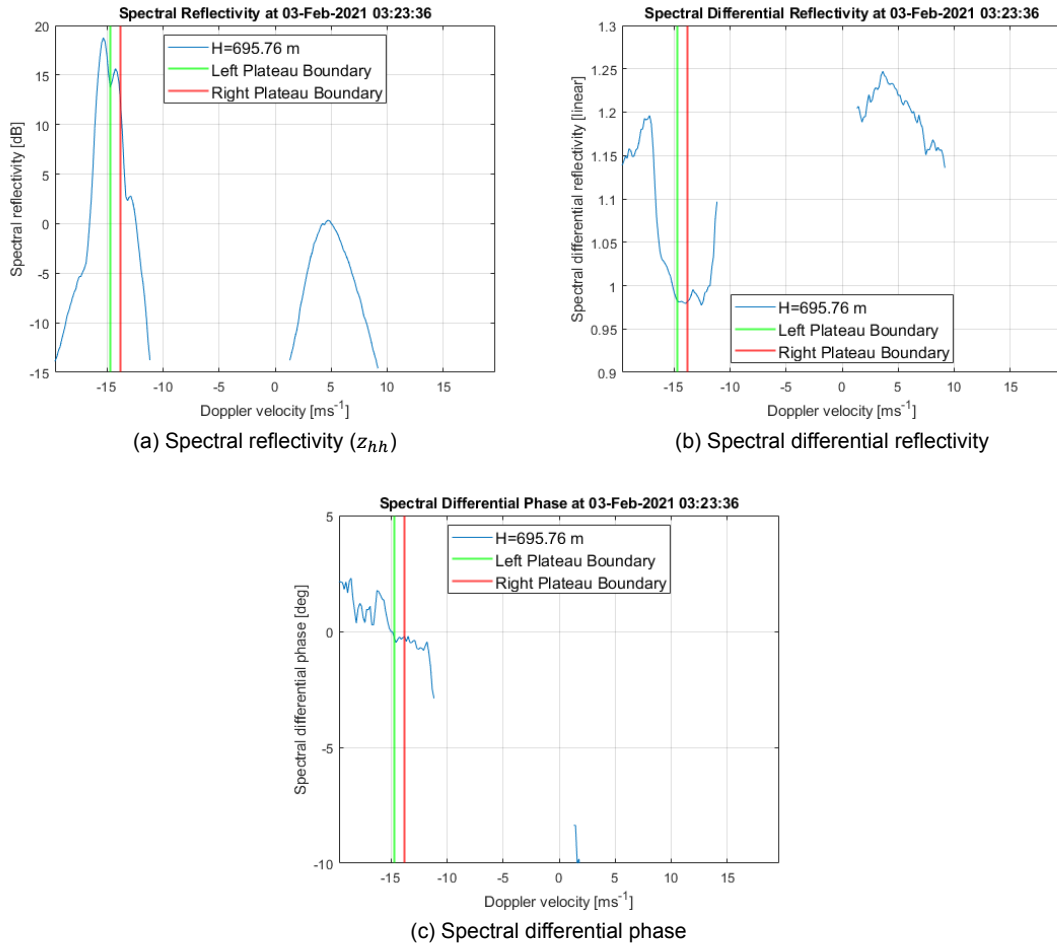 Spectral Reflectivity at 03-Feb-2021 03:23:36
20
15
10
5
0
-5
-10
-15
Spectral reflectivity [dB]
H=695.76 m
Left Plateau Boundary
Right Plateau Boundary
-15 -10 -5 0 5 10 15
Doppler velocity [ms-1]
(a) Spectral reflectivity (zhh)
Spectral Differential Reflectivity at 03-Feb-2021 03:23:36
1.3
1.25
1.2
1.15
1.1
1.05
1
0.95
0.9
Spectral differential reflectivity [linear]
H=695.76 m
Left Plateau Boundary
Right Plateau Boundary
-15 -10 -5 0 5 10 15
Doppler velocity [ms-1]
(b) Spectral differential reflectivity
Spectral Differential Phase at 03-Feb-2021 03:23:36
5
0
-5
-10
Spectral differential phase [deg]
H=695.76 m
Left Plateau Boundary
Right Plateau Boundary
-15 -10 -5 0 5 10 15
Doppler velocity [ms-1]
(c) Spectral differential phase